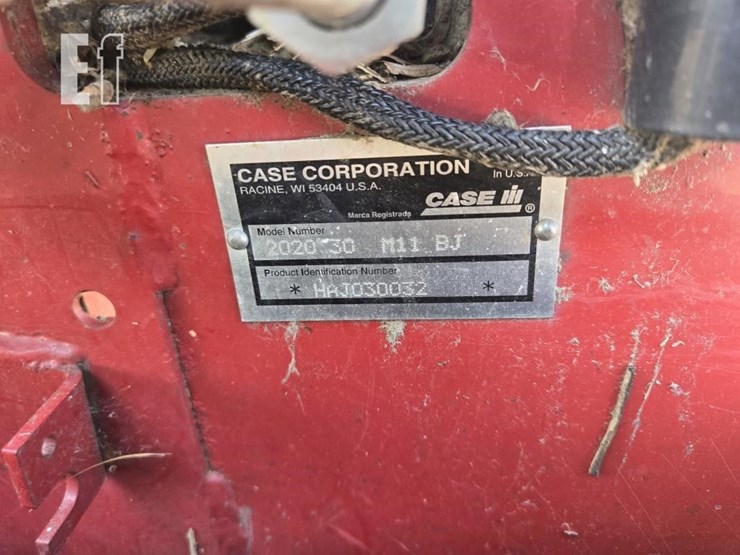 Ef
CASE CORPORATION
RACINE, WI 53404 U.S.A.
In U.S.
CASE IH ®
Marca Registrada
Model Number
2020 30 M11 BJ
Product Identification Number
* HAJ030032 *